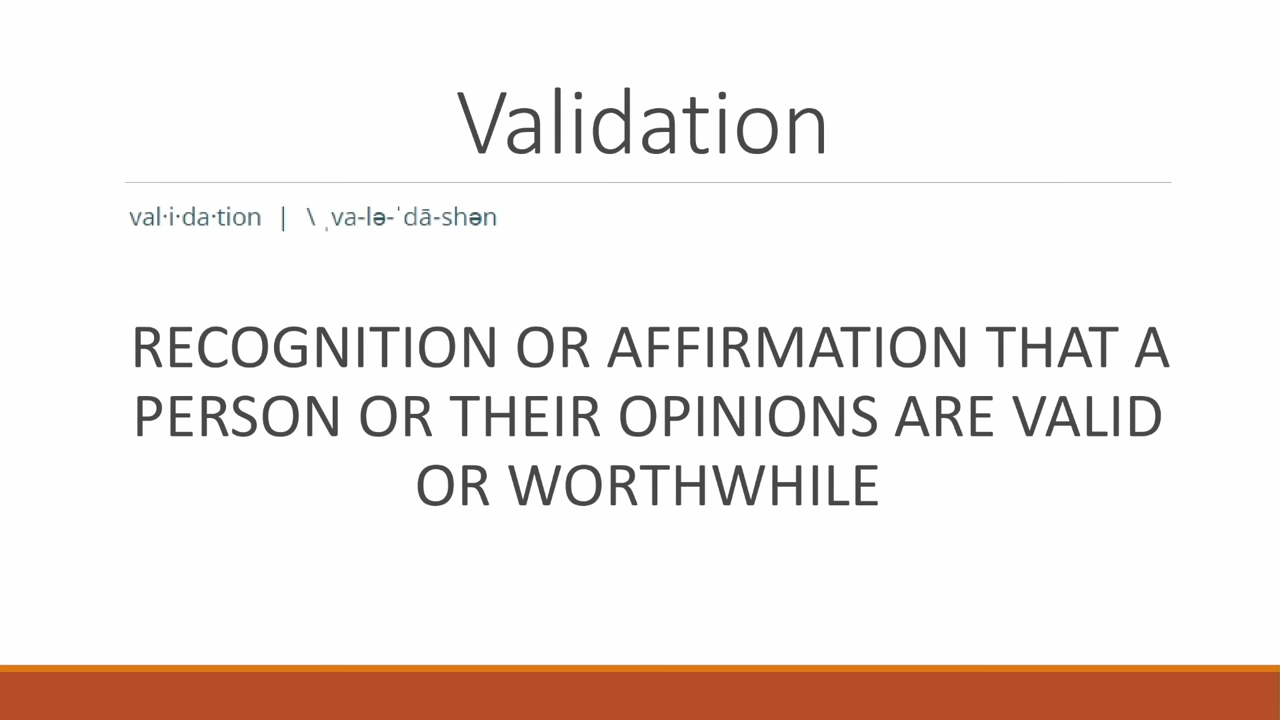 Validation
val·i·da·tion | \ ˌva-lə-ˈdā-shən
RECOGNITION OR AFFIRMATION THAT A
PERSON OR THEIR OPINIONS ARE VALID
OR WORTHWHILE